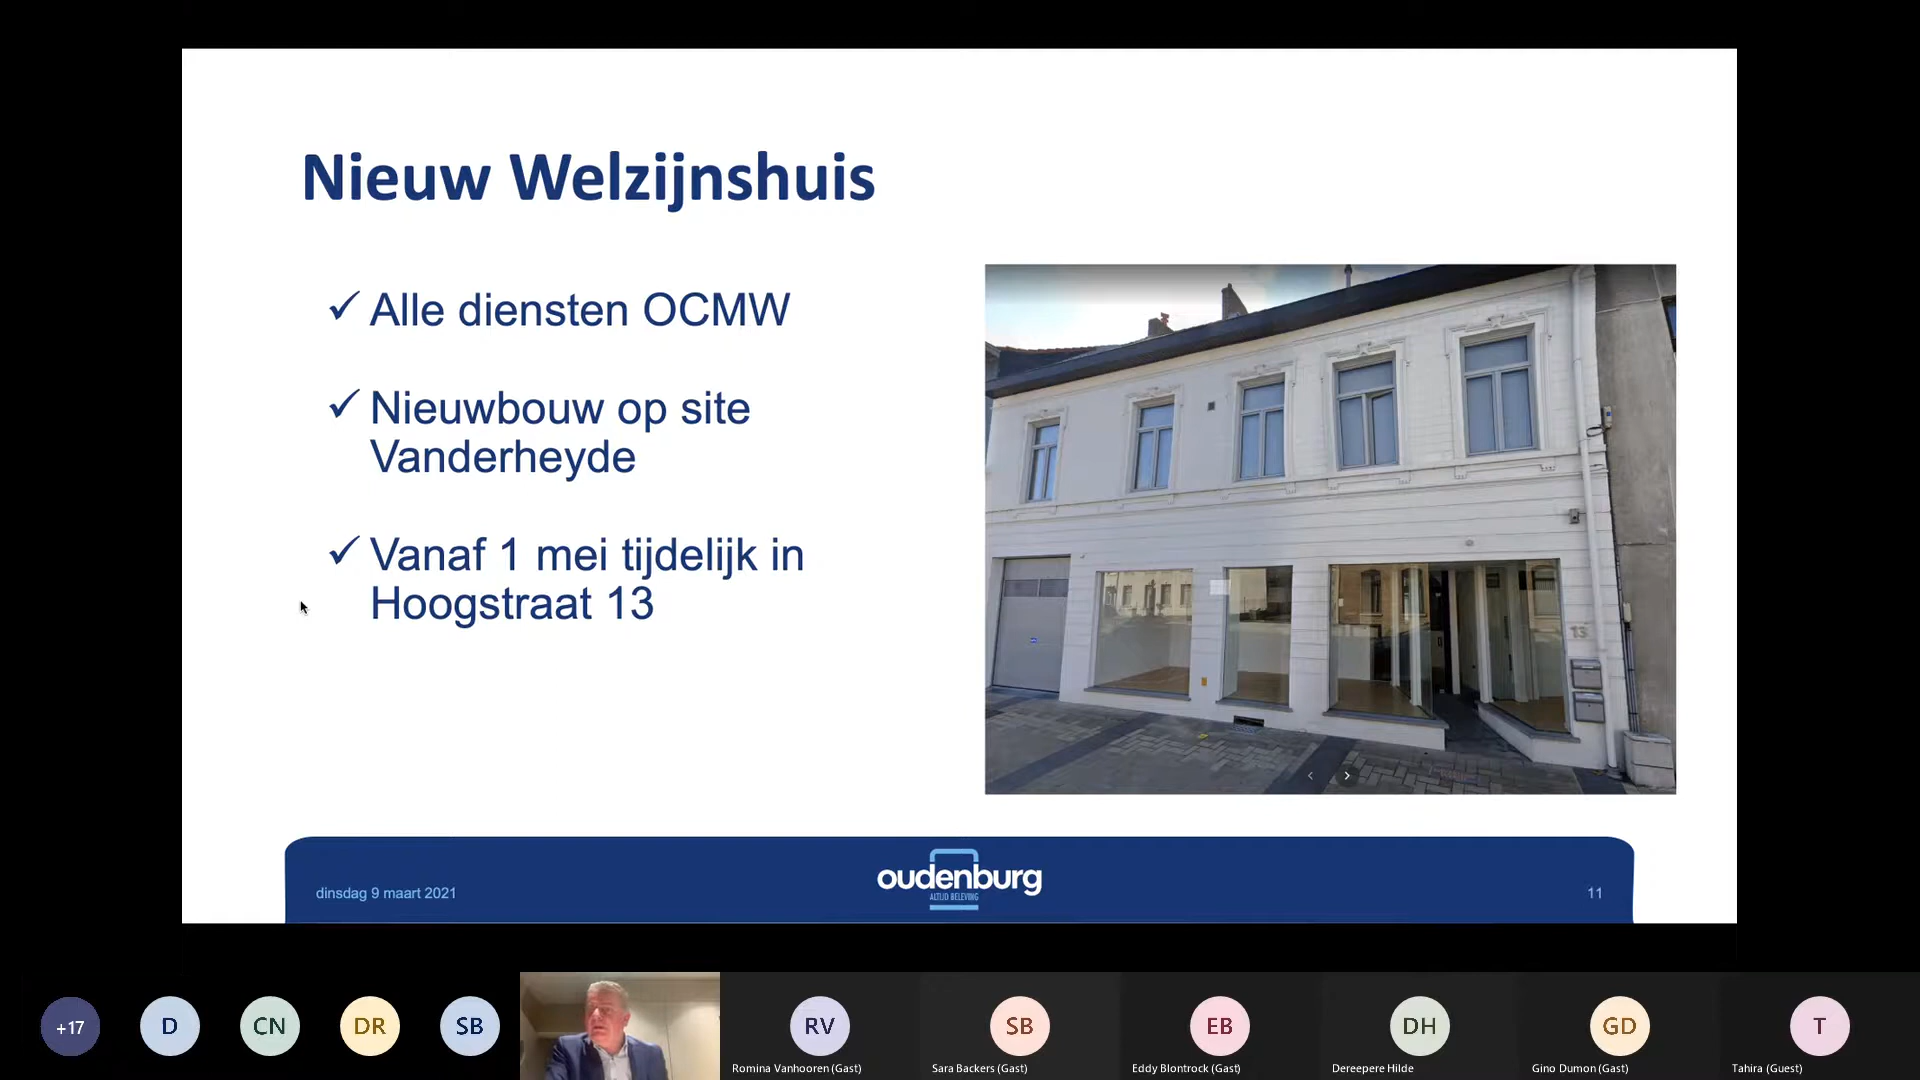 Nieuw Welzijnshuis
✓ Alle diensten OCMW
✓ Nieuwbouw op site
Vanderheyde
✓ Vanaf 1 mei tijdelijk in
Hoogstraat 13
13
dinsdag 9 maart 2021
oudenburg
ALTIJD BELEVING
11
+17
D
CN
DR
SB
RV
SB
EB
DH
GD
T
Romina Vanhooren (Gast)
Sara Backers (Gast)
Eddy Blontrock (Gast)
Dereepere Hilde
Gino Dumon (Gast)
Tahira (Guest)